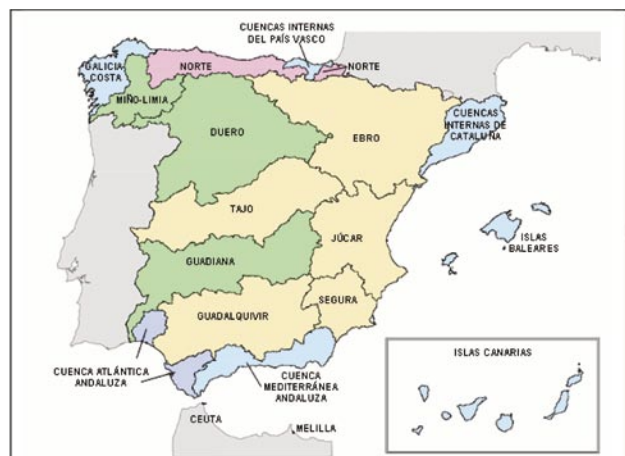 CUENCAS INTERNAS
DEL PAÍS VASCO
GALICIA-
COSTA
NORTE
NORTE
MIÑO-LIMIA
DUERO
EBRO
CUENCAS
INTERNAS DE
CATALUÑA
TAJO
JÚCAR
ISLAS
BALEARES
GUADIANA
SEGURA
GUADALQUIVIR
CUENCA ATLÁNTICA
ANDALUZA
CUENCA
MEDITERRÁNEA
ANDALUZA
ISLAS CANARIAS
CEUTA
MELILLA